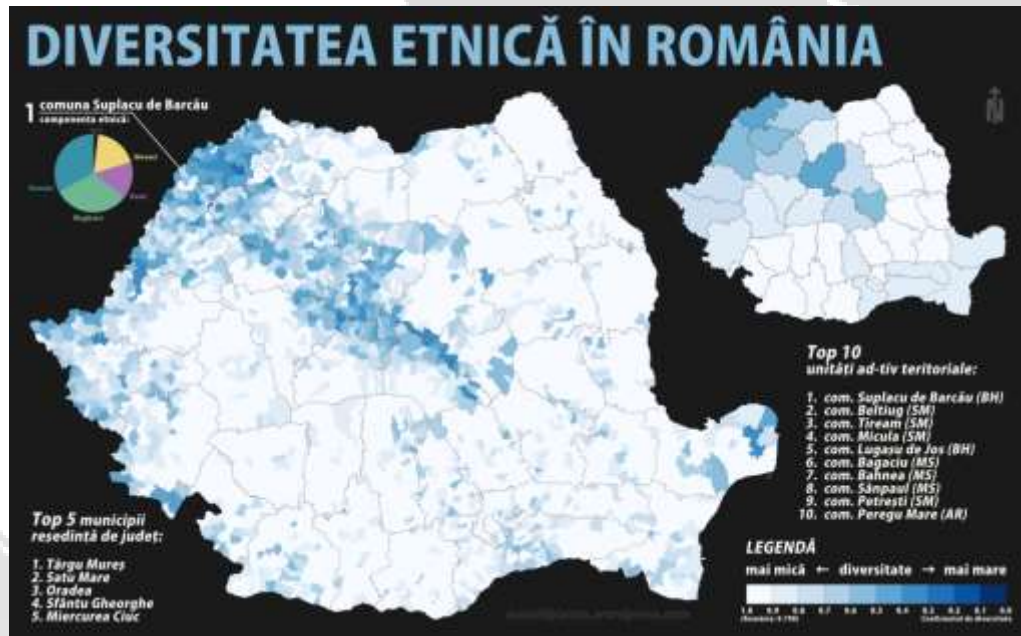 DIVERSITATEA ETNICĂ ÎN ROMÂNIA
1 comuna Suplacu de Barcău
componența etnică:
Români
Maghiari
Top 10
unități ad-tiv teritoriale:
1. com. Suplacu de Barcău (BH)
2. com. Beltiug (SM)
3. com. Tiream (SM)
4. com. Micula (SM)
5. com. Lugașu de Jos (BH)
6. com. Bagaciu (MS)
7. com. Bahnea (MS)
8. com. Sânpaul (MS)
9. com. Petrești (SM)
10. com. Peregu Mare (AR)
Top 5 municipii
reședință de județ:
1. Târgu Mureș
2. Satu Mare
3. Oradea
4. Sfântu Gheorghe
5. Miercurea Ciuc
LEGENDĂ
mai mică ← diversitate → mai mare